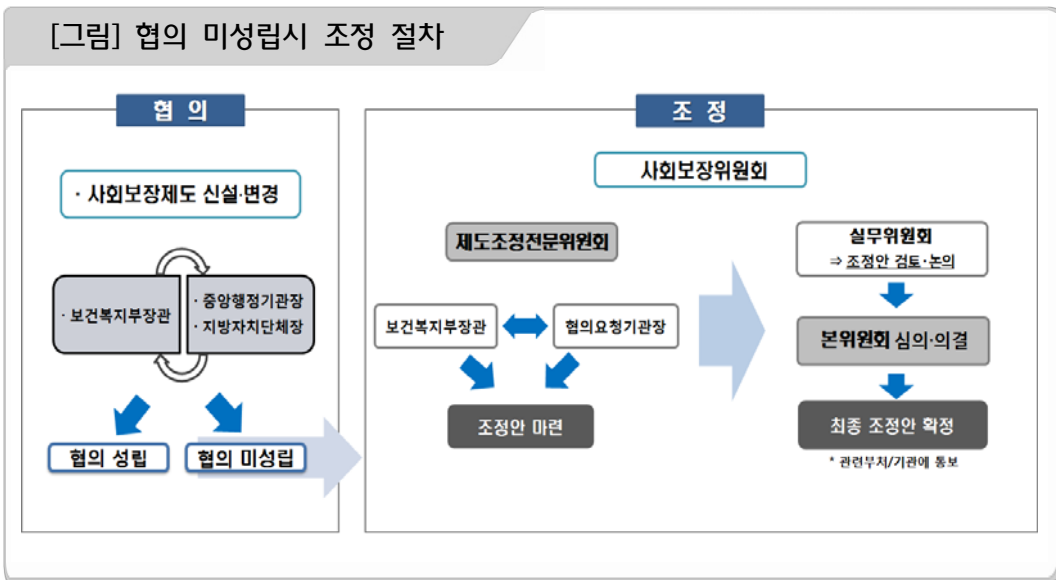 [그림] 협의 미성립시 조정 절차
협 의
· 사회보장제도 신설·변경
· 보건복지부장관
· 중앙행정기관장
· 지방자치단체장
협의 성립
협의 미성립
조 정
사회보장위원회
제도조정전문위원회
보건복지부장관
협의요청기관장
조정안 마련
실무위원회
⇒ 조정안 검토·논의
본위원회 심의·의결
최종 조정안 확정
* 관련부처/기관에 통보